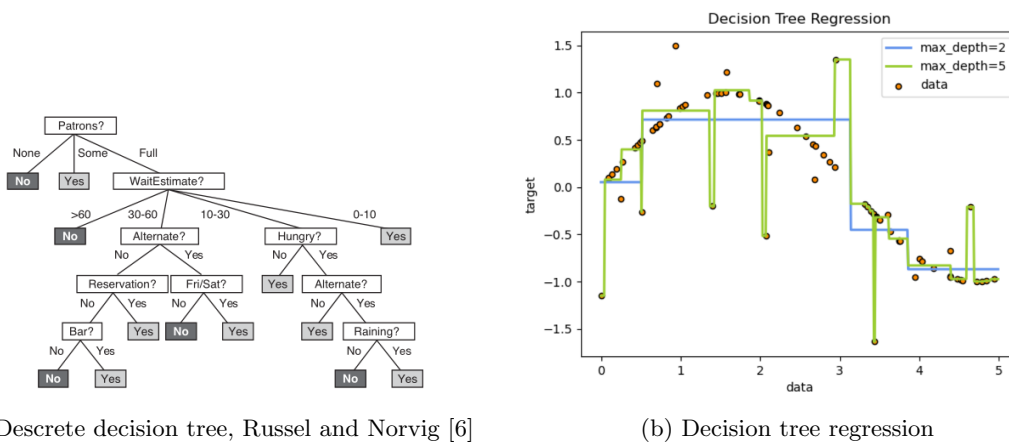 Patrons?
None Some Full
No Yes WaitEstimate?
>60 30-60 10-30 0-10
No Alternate? Hungry? Yes
No Yes No Yes
Reservation? Fri/Sat? Yes Alternate?
No Yes No Yes No Yes
Bar? Yes No Yes Yes Raining?
No Yes No Yes
No Yes No Yes
Descrete decision tree, Russel and Norvig [6]
Decision Tree Regression
max_depth=2
max_depth=5
data
target
1.5
1.0
0.5
0.0
−0.5
−1.0
−1.5
0 1 2 3 4 5
data
(b) Decision tree regression